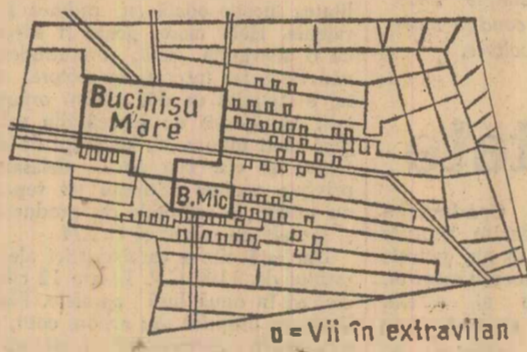 Bucinișu
Mare
B.Mic
▯ = Vii în extravilan